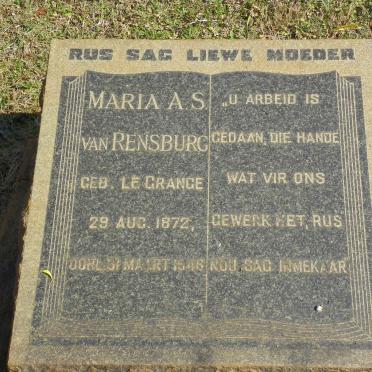 RUS SAG LIEWE MOEDER
MARIA A.S.
VAN RENSBURG
GEB. LE GRANGE
29 AUG. 1872,
OORL. 31 MAART 1946
„U ARBEID IS
GEDAAN, DIE HANDE
WAT VIR ONS
GEWERK HET, RUS
NOU SAG INMEKAAR